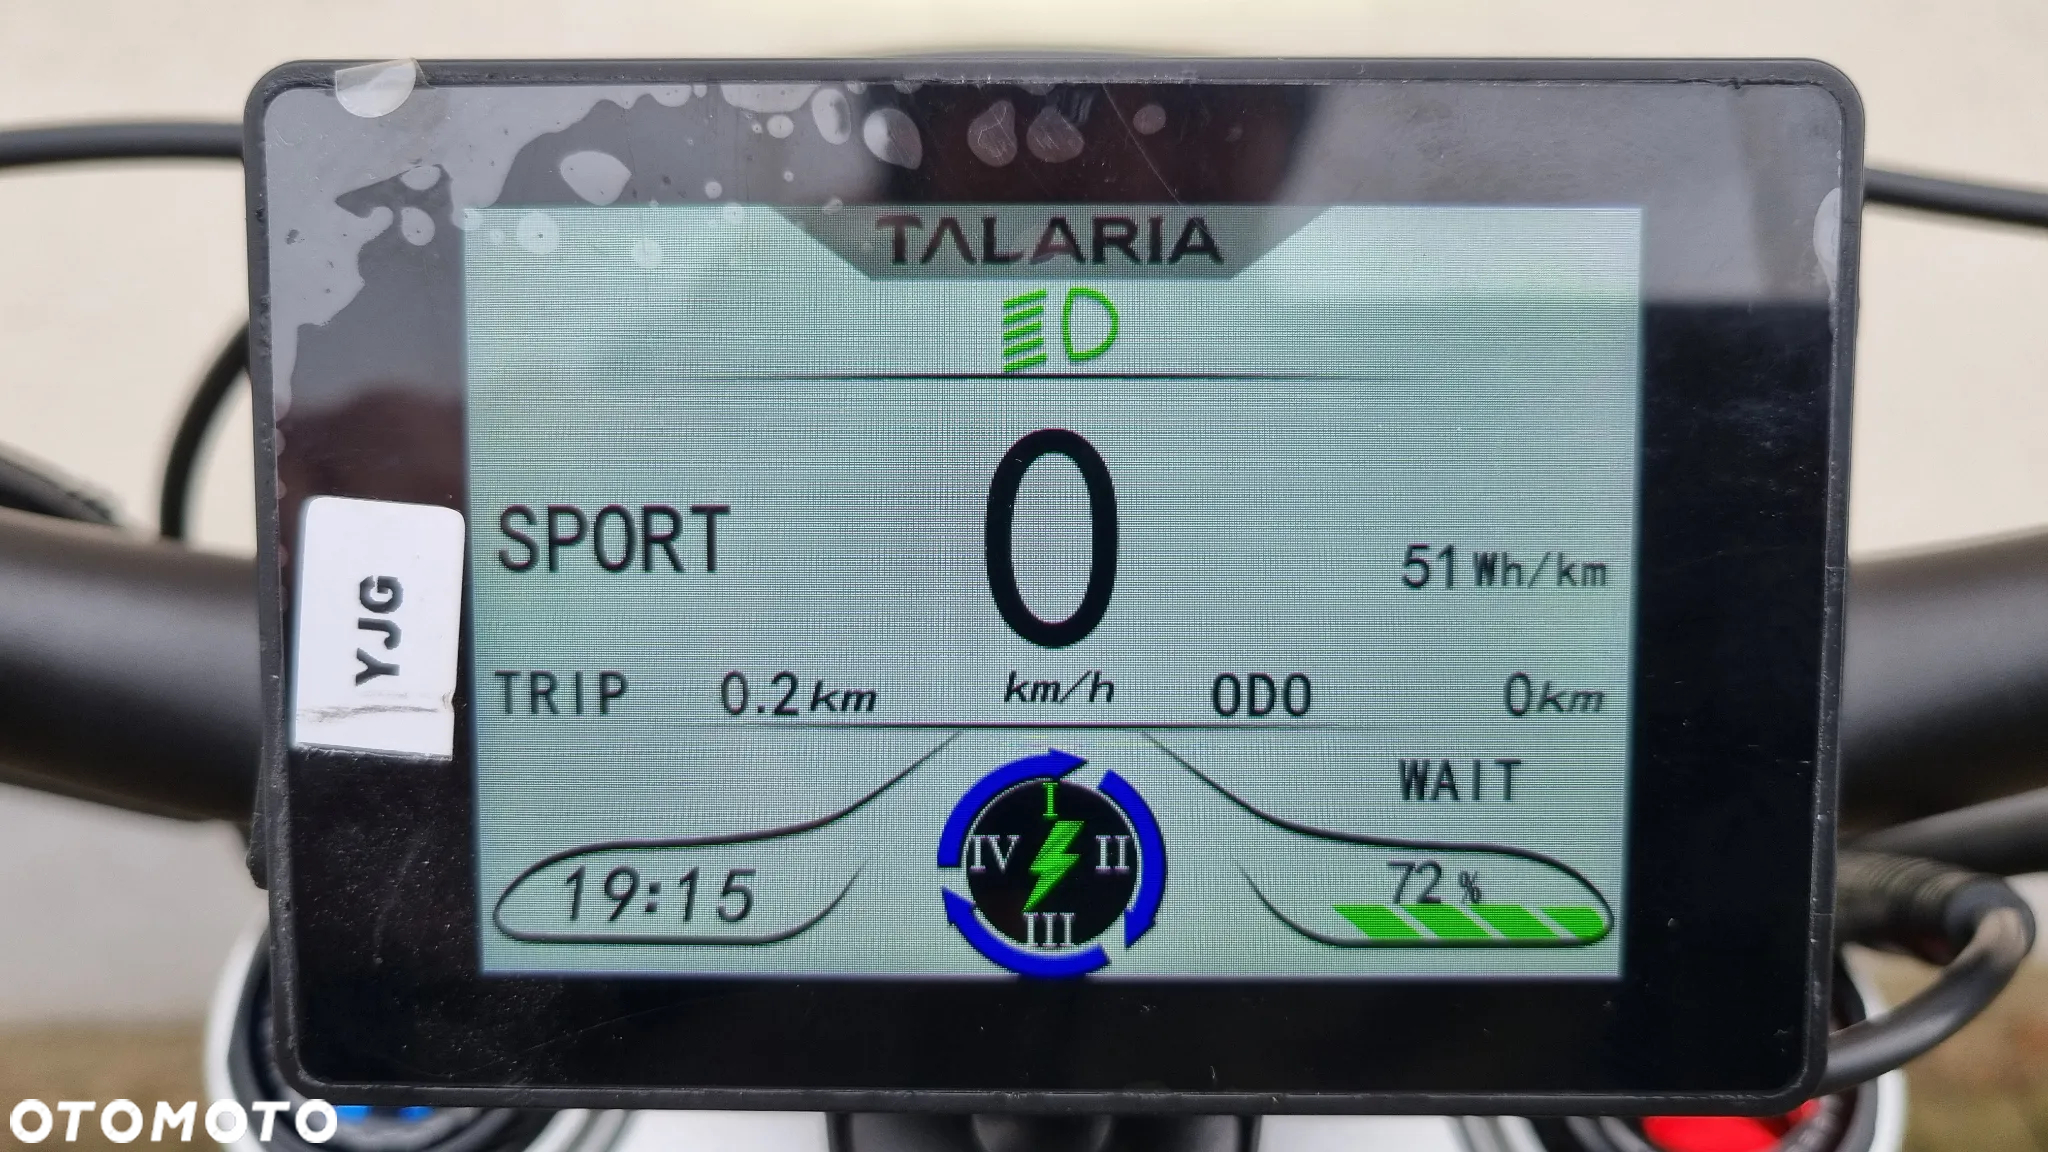 TALARIA
0
SPORT
51 Wh/km
YJG
TRIP 0.2 km
km/h
ODO 0 km
WAIT
I
IV II
III
19:15
72 %
OTOMOTO